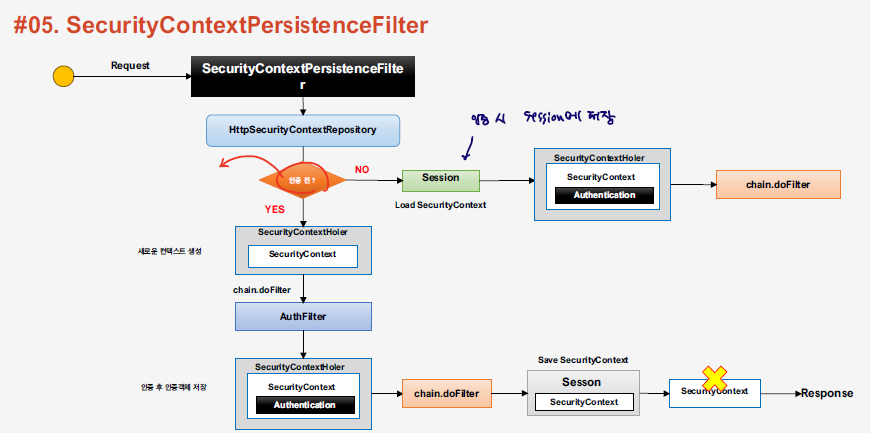 #05. SecurityContextPersistenceFilter
Request
SecurityContextPersistenceFilte
r
HttpSecurityContextRepository
인증 시 Session에 저장
인증 전?
NO
YES
Session
Load SecurityContext
SecurityContextHoler
SecurityContext
Authentication
chain.doFilter
SecurityContextHoler
SecurityContext
새로운 컨텍스트 생성
chain.doFilter
AuthFilter
SecurityContextHoler
SecurityContext
Authentication
인증 후 인증객체 저장
chain.doFilter
Save SecurityContext
Sesson
SecurityContext
SecurityContext
Response